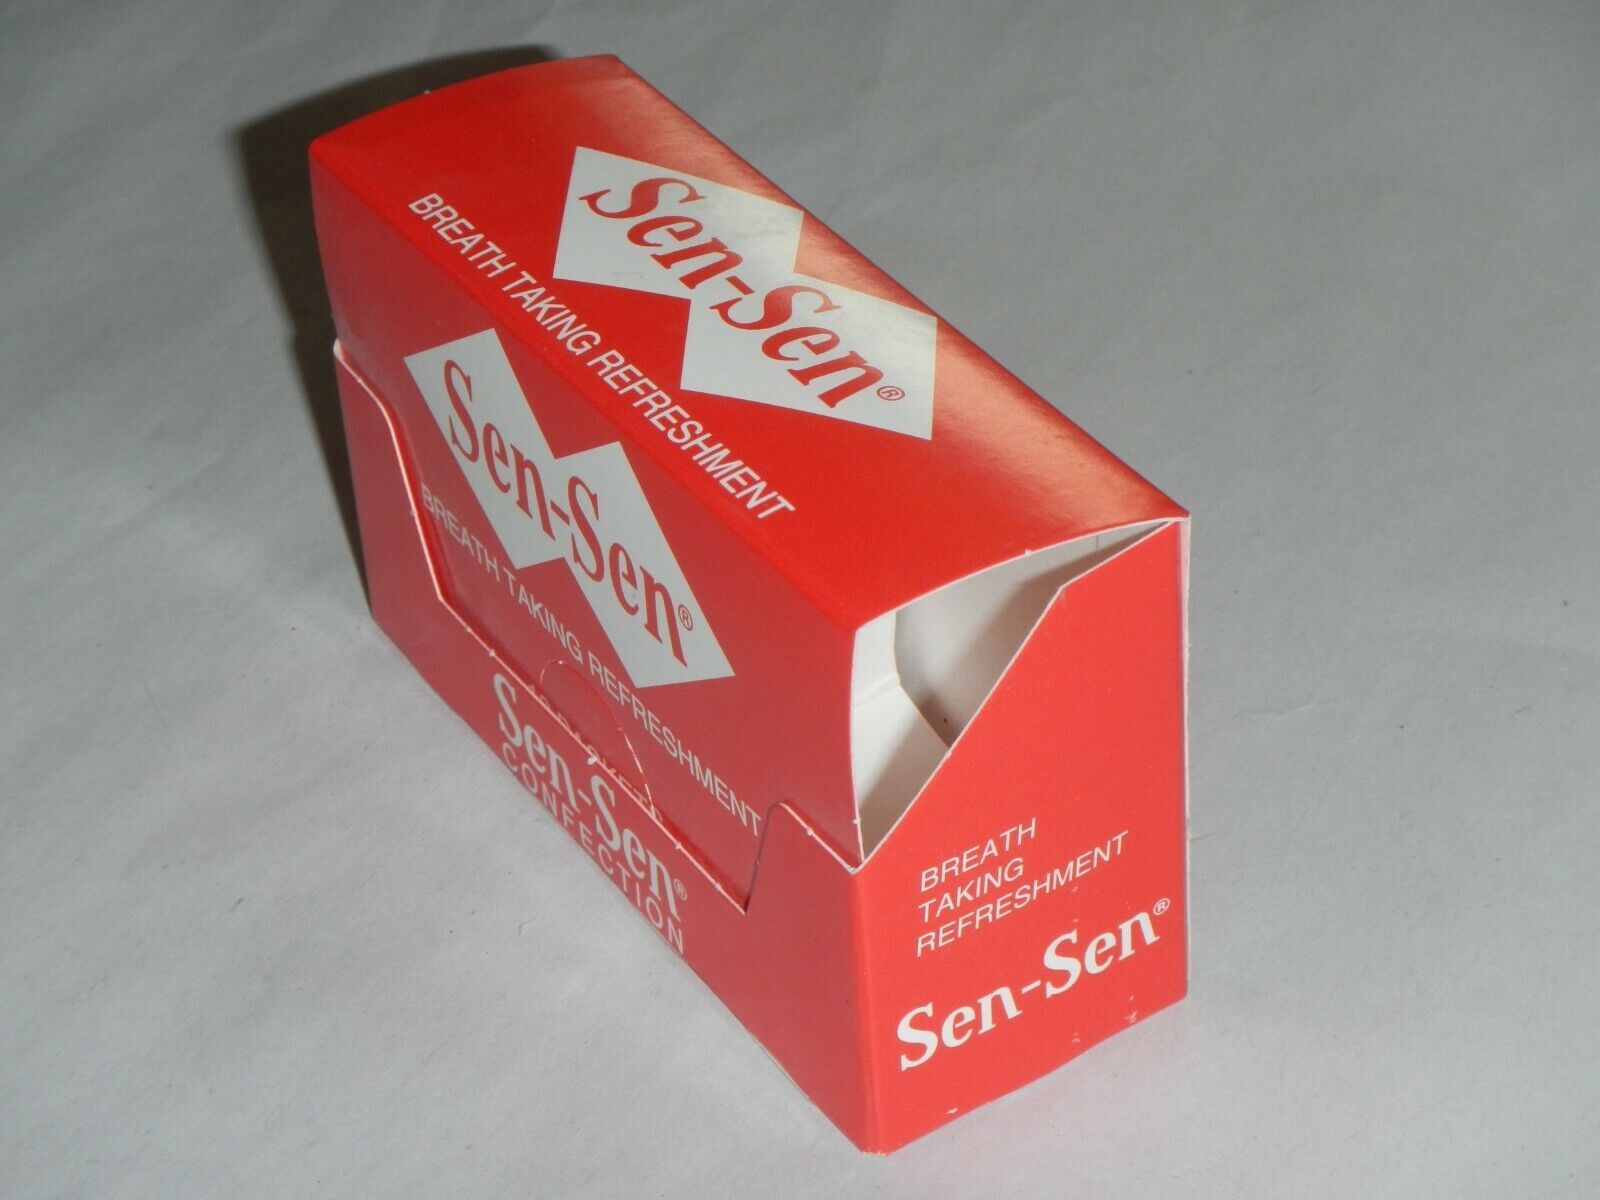 Sen-Sen®
BREATH TAKING REFRESHMENT
Sen-Sen®
BREATH TAKING REFRESHMENT
Sen-Sen®
CONFECTION
BREATH
TAKING
REFRESHMENT
Sen-Sen®